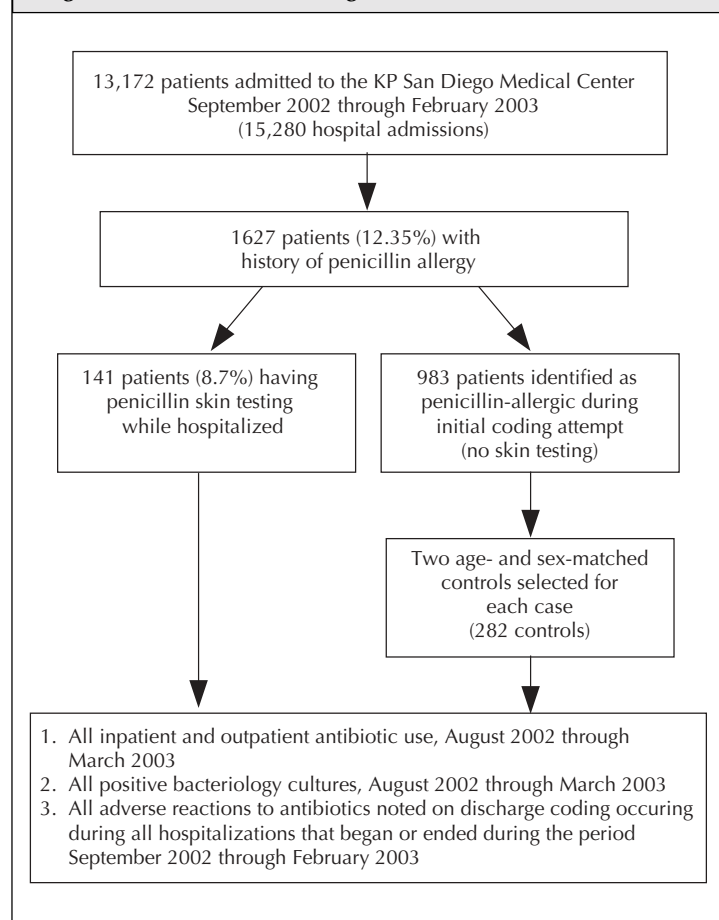 13,172 patients admitted to the KP San Diego Medical Center
September 2002 through February 2003
(15,280 hospital admissions)
1627 patients (12.35%) with
history of penicillin allergy
141 patients (8.7%) having
penicillin skin testing
while hospitalized
983 patients identified as
penicillin-allergic during
initial coding attempt
(no skin testing)
Two age- and sex-matched
controls selected for
each case
(282 controls)
1. All inpatient and outpatient antibiotic use, August 2002 through
March 2003
2. All positive bacteriology cultures, August 2002 through March 2003
3. All adverse reactions to antibiotics noted on discharge coding occuring
during all hospitalizations that began or ended during the period
September 2002 through February 2003